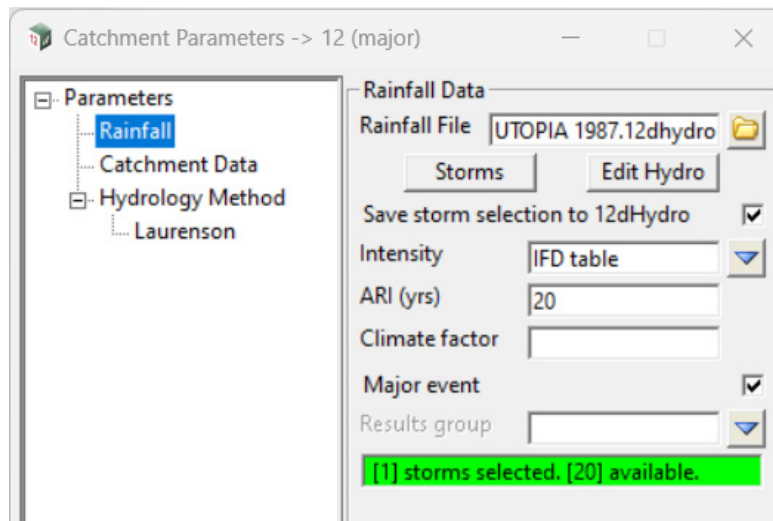 Catchment Parameters -> 12 (major)
Parameters
Rainfall
Catchment Data
Hydrology Method
Laurenson
Rainfall Data
Rainfall File UTOPIA 1987.12dhydro
Storms Edit Hydro
Save storm selection to 12dHydro
Intensity IFD table
ARI (yrs) 20
Climate factor
Major event
Results group
[1] storms selected. [20] available.